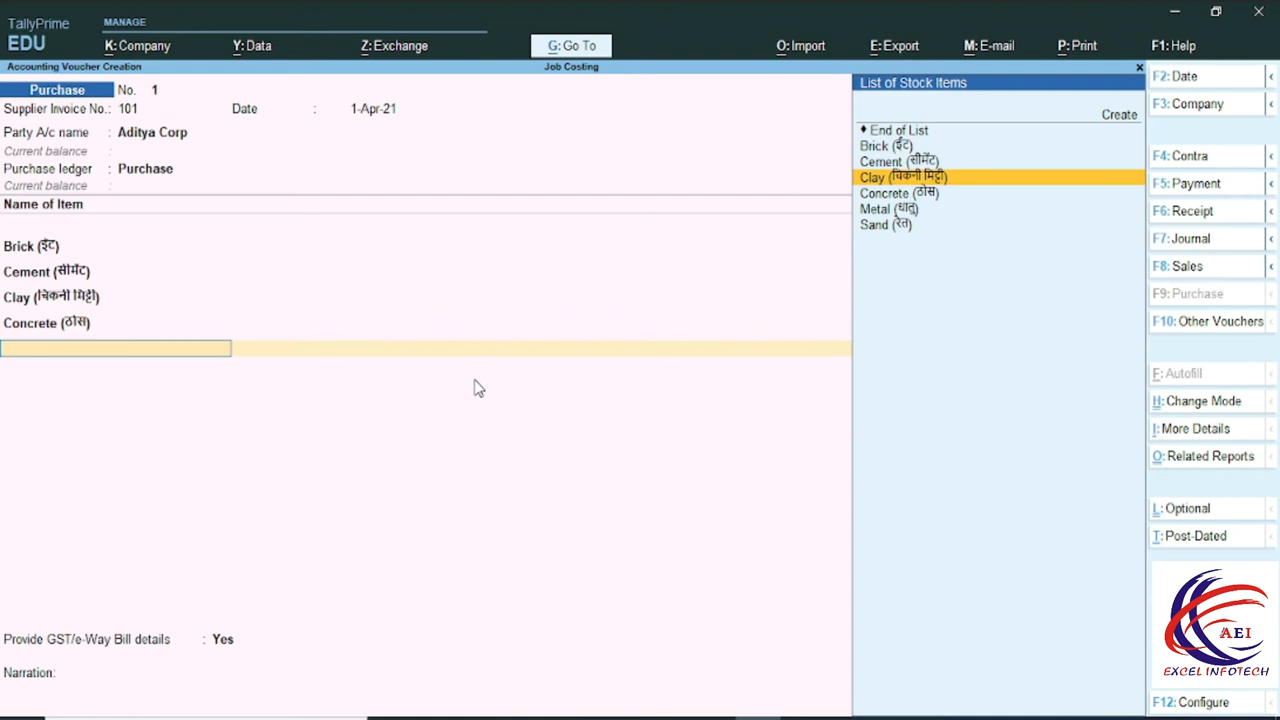 TallyPrime
EDU
MANAGE
K: Company
Y: Data
Z: Exchange
G: Go To
O: Import
E: Export
M: E-mail
P: Print
F1: Help
Accounting Voucher Creation
Job Costing
x
Purchase No. 1
Supplier Invoice No.: 101 Date : 1-Apr-21
Party A/c name : Aditya Corp
Current balance :
Purchase ledger : Purchase
Current balance :
Name of Item
Brick (ईंट)
Cement (सीमेंट)
Clay (चिकनी मिट्टी)
Concrete (ठोस)
Provide GST/e-Way Bill details : Yes
Narration:
List of Stock Items
Create
♦ End of List
Brick (ईंट)
Cement (सीमेंट)
Clay (चिकनी मिट्टी)
Concrete (ठोस)
Metal (धातु)
Sand (रेत)
F2: Date
F3: Company
F4: Contra
F5: Payment
F6: Receipt
F7: Journal
F8: Sales
F9: Purchase
F10: Other Vouchers
F: Autofill
H: Change Mode
I: More Details
O: Related Reports
L: Optional
T: Post-Dated
AEI
EXCEL INFOTECH
F12: Configure